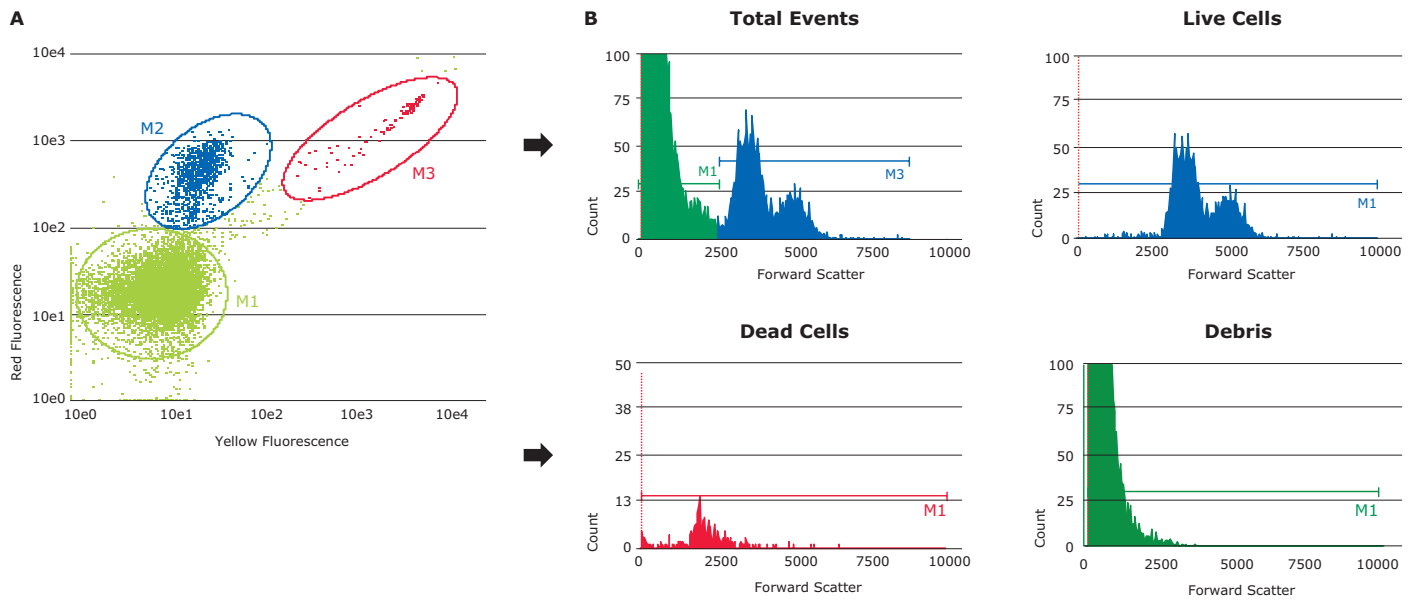 A
Red Fluorescence
10e4
10e3
10e2
10e1
10e0
M2
M3
M1
10e0 10e1 10e2 10e3 10e4
Yellow Fluorescence
B
Total Events
Count
100
75
50
25
0
M1
M3
0 2500 5000 7500 10000
Forward Scatter
Live Cells
Count
100
75
50
25
0
M1
0 2500 5000 7500 10000
Forward Scatter
Dead Cells
Count
50
38
25
13
0
M1
0 2500 5000 7500 10000
Forward Scatter
Debris
Count
100
75
50
25
0
M1
0 2500 5000 7500 10000
Forward Scatter